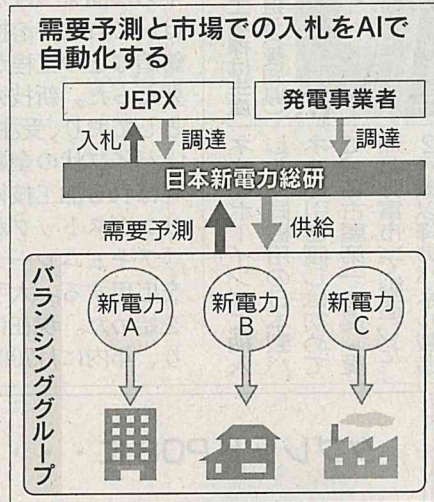 需要予測と市場での入札をAIで
自動化する
JEPX
発電事業者
入札
調達
調達
日本新電力総研
需要予測
供給
バランシンググループ
新電力
A
新電力
B
新電力
C